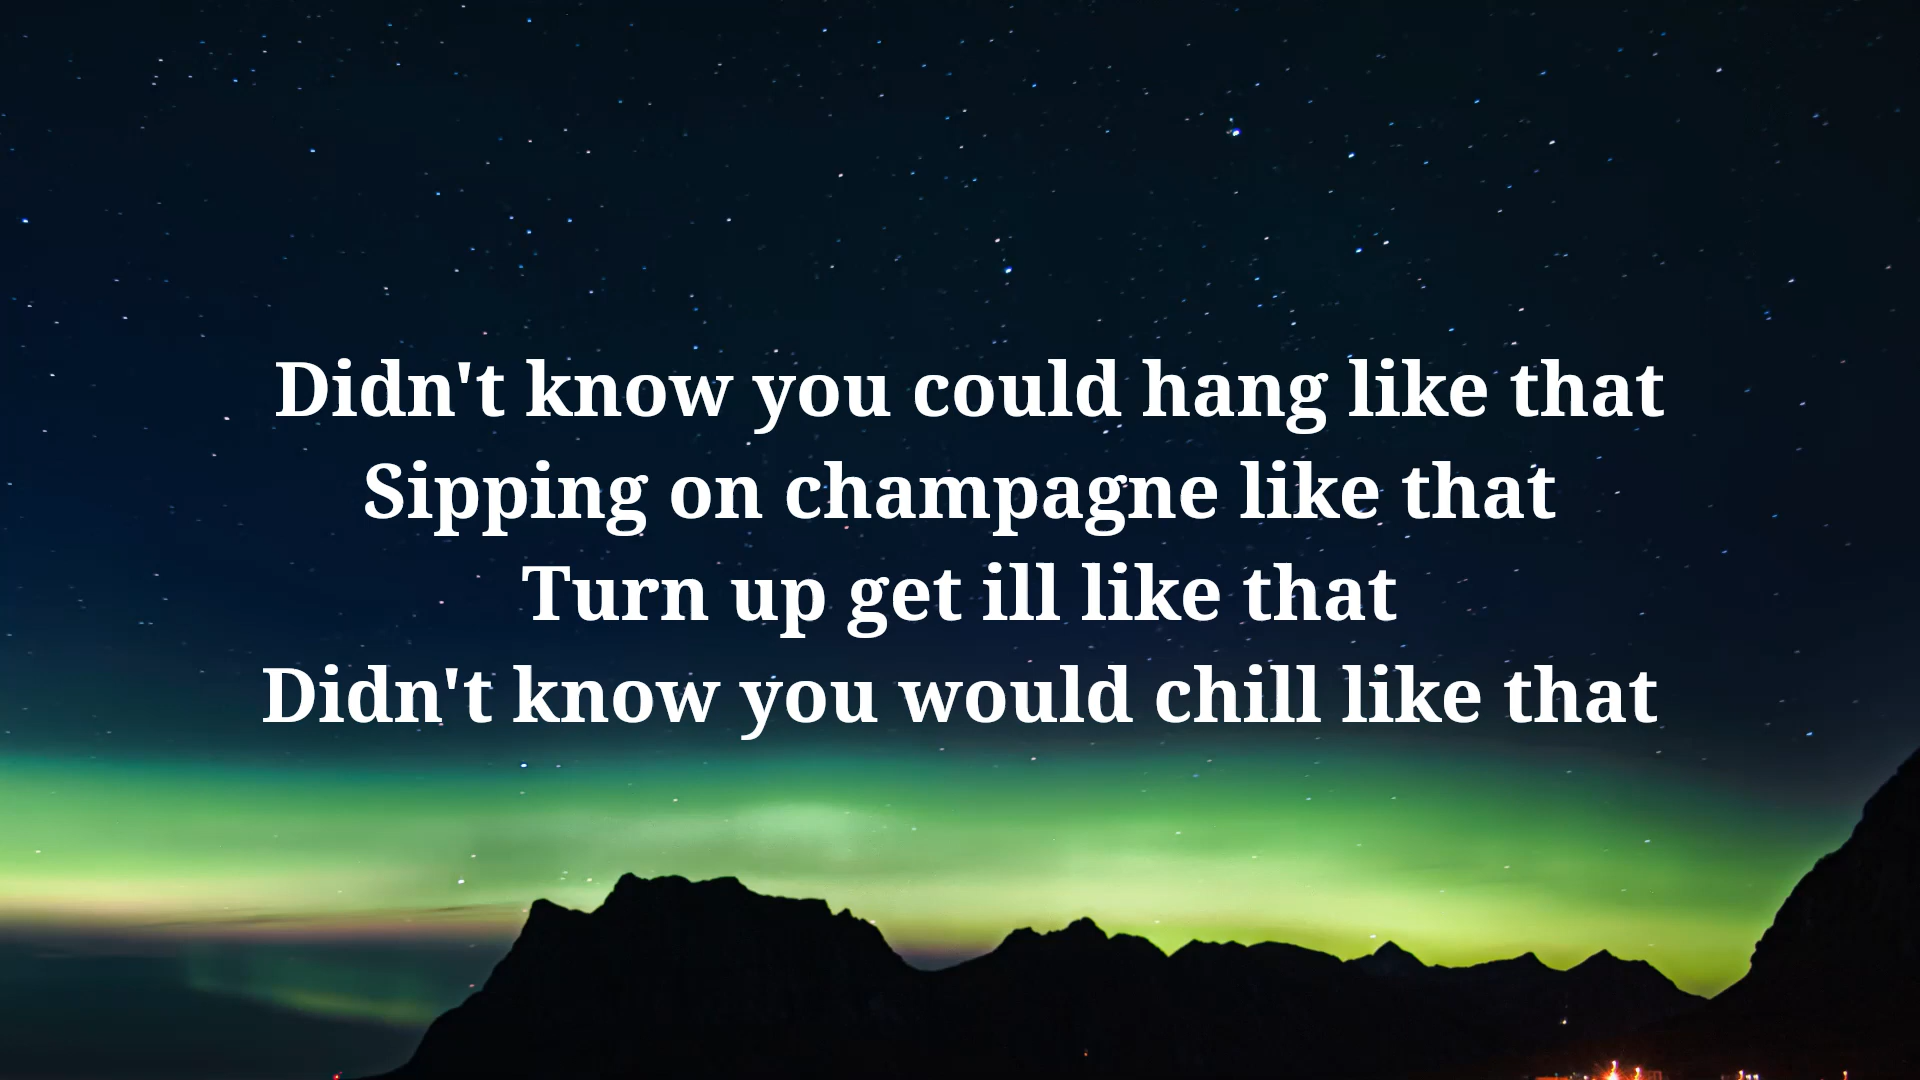 Didn't know you could hang like that
Sipping on champagne like that
Turn up get ill like that
Didn't know you would chill like that